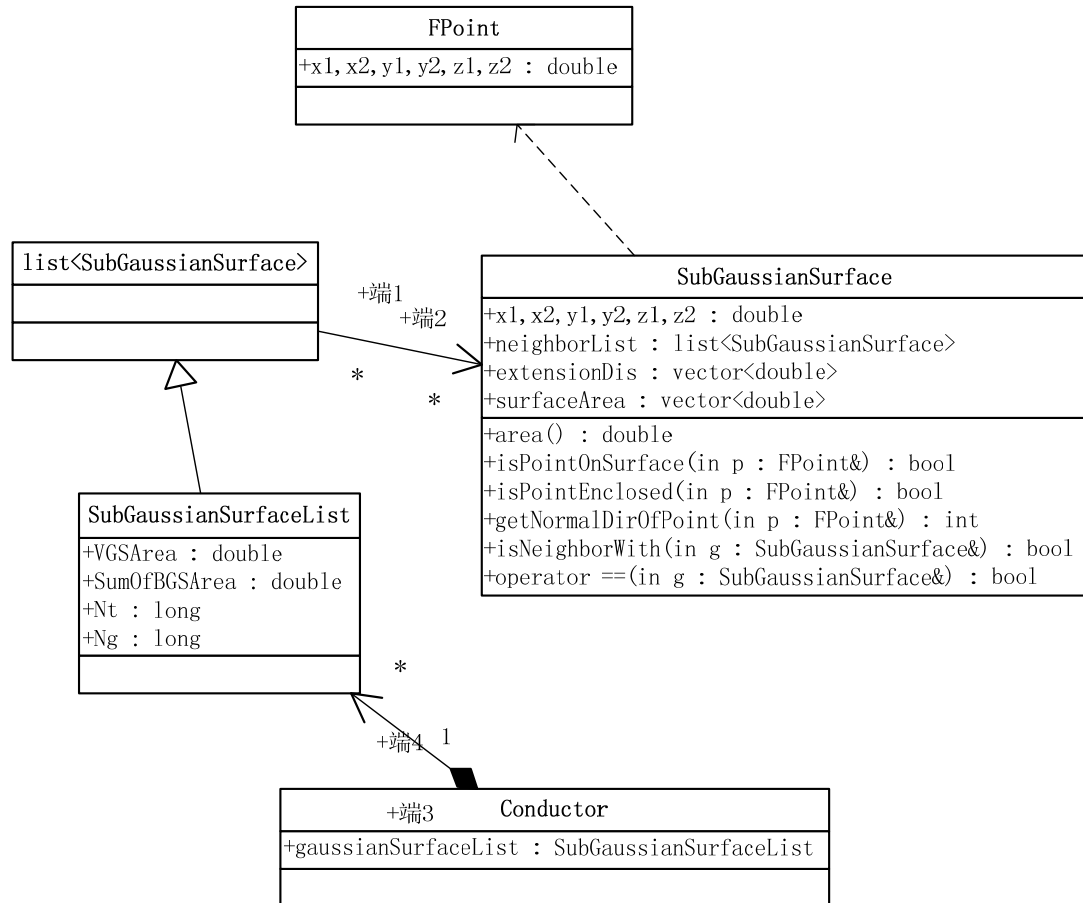 FPoint
+x1, x2, y1, y2, z1, z2 : double
list<SubGaussianSurface>
+端1
+端2
*
*
SubGaussianSurface
+x1, x2, y1, y2, z1, z2 : double
+neighborList : list<SubGaussianSurface>
+extensionDis : vector<double>
+surfaceArea : vector<double>
+area() : double
+isPointOnSurface(in p : FPoint&) : bool
+isPointEnclosed(in p : FPoint&) : bool
+getNormalDirOfPoint(in p : FPoint&) : int
+isNeighborWith(in g : SubGaussianSurface&) : bool
+operator ==(in g : SubGaussianSurface&) : bool
SubGaussianSurfaceList
+VGSArea : double
+SumOfBGSArea : double
+Nt : long
+Ng : long
*
+端4
1
+端3
Conductor
+gaussianSurfaceList : SubGaussianSurfaceList